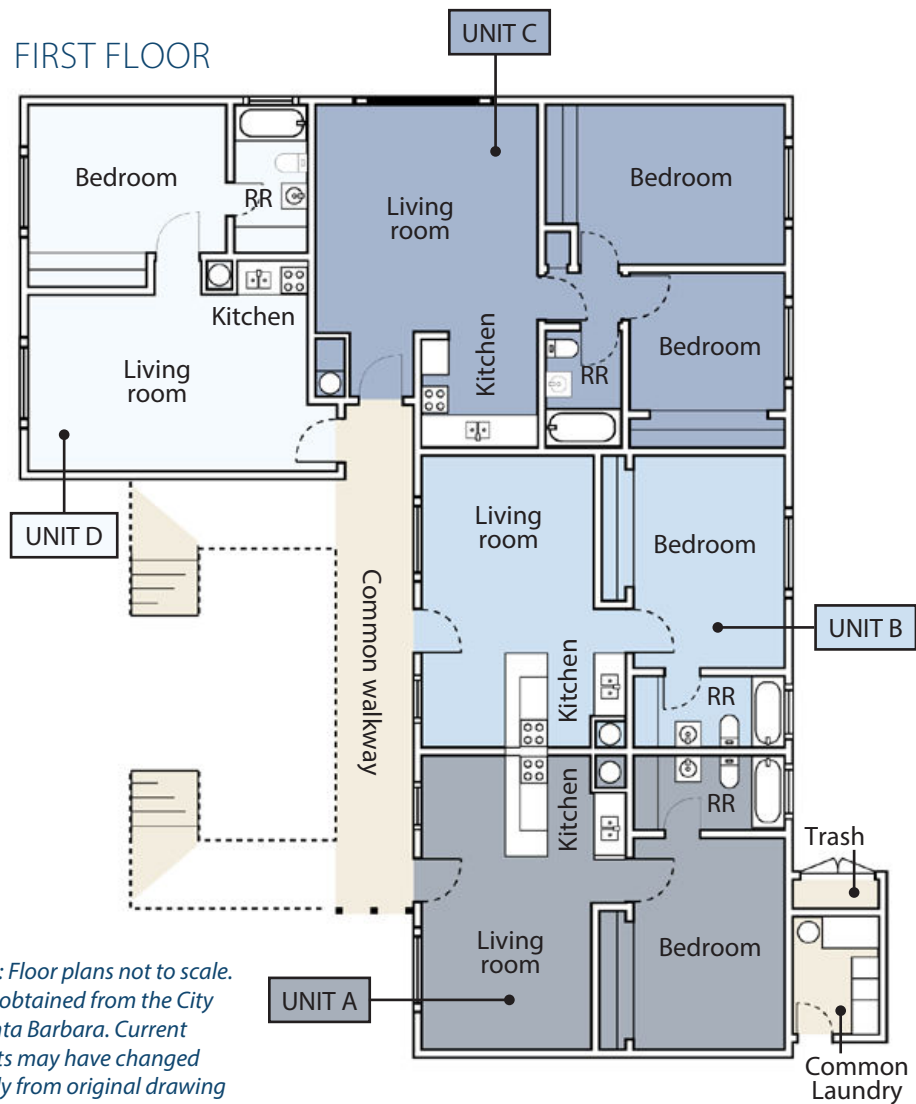 FIRST FLOOR
UNIT C
Bedroom
RR
Living
room
Bedroom
Kitchen
Living
room
Kitchen
RR
Bedroom
UNIT D
Living
room
Bedroom
Common walkway
UNIT B
Kitchen
RR
Kitchen
RR
Trash
Living
room
Bedroom
UNIT A
Common
Laundry
: Floor plans not to scale.
obtained from the City
nta Barbara. Current
ts may have changed
ly from original drawing